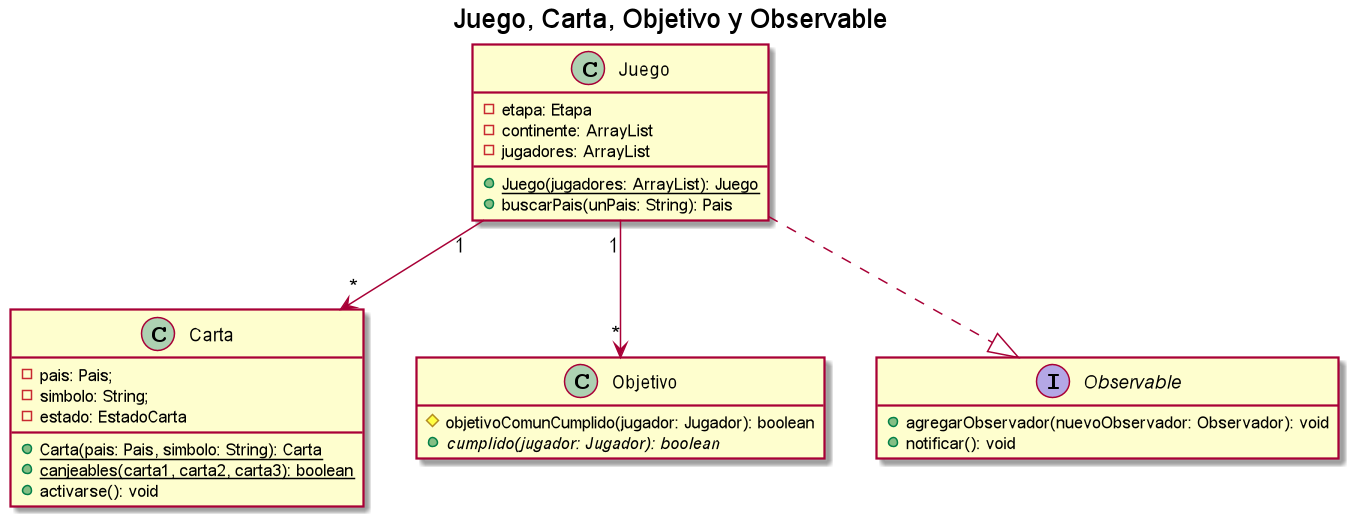 Juego, Carta, Objetivo y Observable
C Juego
etapa: Etapa
continente: ArrayList
jugadores: ArrayList
Juego(jugadores: ArrayList): Juego
buscarPais(unPais: String): Pais
1
1
*
*
C Carta
pais: Pais;
simbolo: String;
estado: EstadoCarta
Carta(pais: Pais, simbolo: String): Carta
canjeables(carta1, carta2, carta3): boolean
activarse(): void
C Objetivo
objetivoComunCumplido(jugador: Jugador): boolean
cumplido(jugador: Jugador): boolean
I Observable
agregarObservador(nuevoObservador: Observador): void
notificar(): void